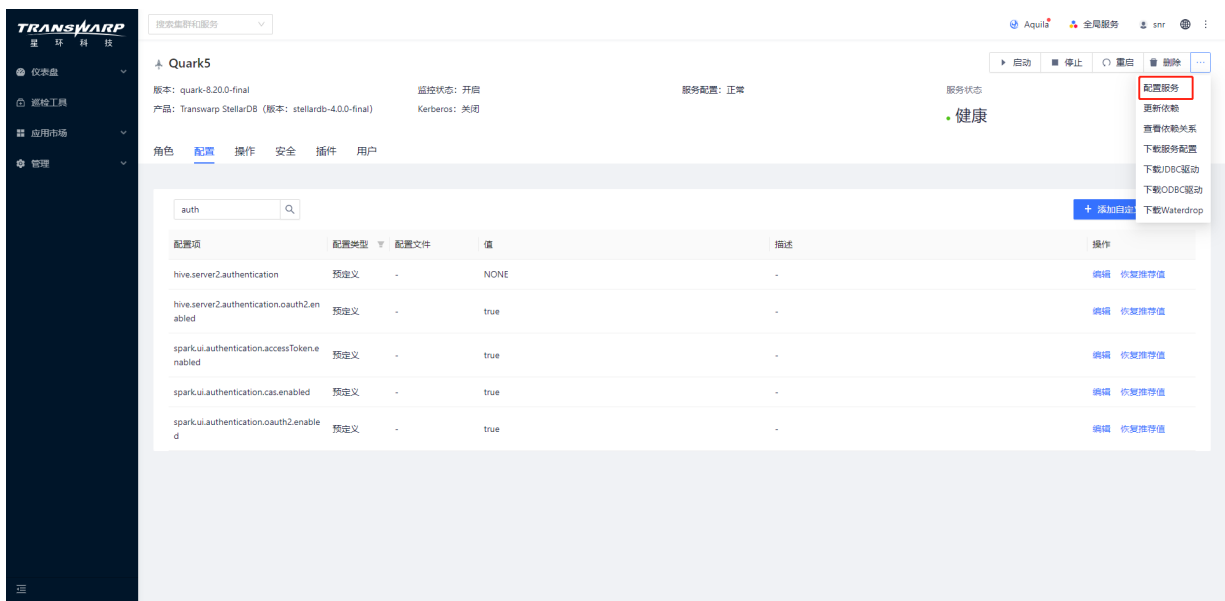 TRANSWARP
星 环 科 技
搜索集群和服务
Aquila
全局服务
snr
仪表盘
巡检工具
应用市场
管理
Quark5
启动
停止
重启
删除
...
版本：quark-8.20.0-final
监控状态：开启
服务配置：正常
服务状态
产品：Transwarp StellarDB（版本：stellardb-4.0.0-final）
Kerberos：关闭
健康
配置服务
更新依赖
查看依赖关系
下载服务配置
下载JDBC驱动
下载ODBC驱动
下载Waterdrop
角色 配置 操作 安全 插件 用户
auth
+ 添加自定
配置项 配置类型 配置文件 值 描述 操作
hive.server2.authentication 预定义 - NONE - 编辑 恢复推荐值
hive.server2.authentication.oauth2.en
abled
预定义 - true - 编辑 恢复推荐值
spark.ui.authentication.accessToken.e
nabled
预定义 - true - 编辑 恢复推荐值
spark.ui.authentication.cas.enabled 预定义 - true - 编辑 恢复推荐值
spark.ui.authentication.oauth2.enable
d
预定义 - true - 编辑 恢复推荐值